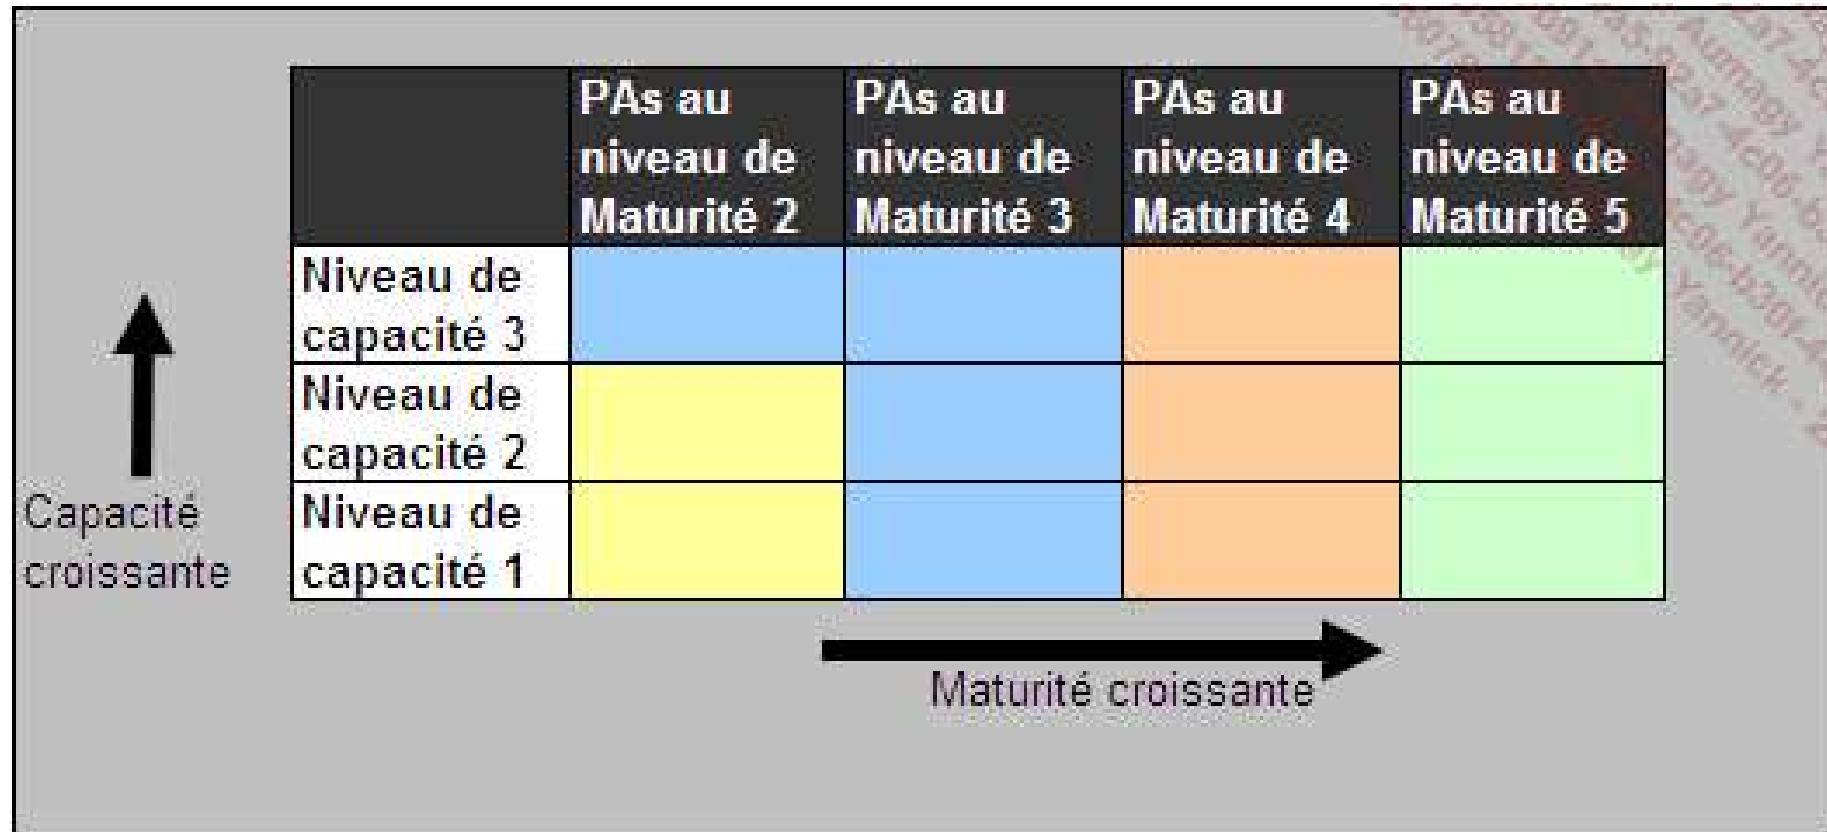 PAs au
niveau de
Maturité 2
PAs au
niveau de
Maturité 3
PAs au
niveau de
Maturité 4
PAs au
niveau de
Maturité 5
Niveau de
capacité 3
Niveau de
capacité 2
Niveau de
capacité 1
Capacité
croissante
Maturité croissante
Yannick